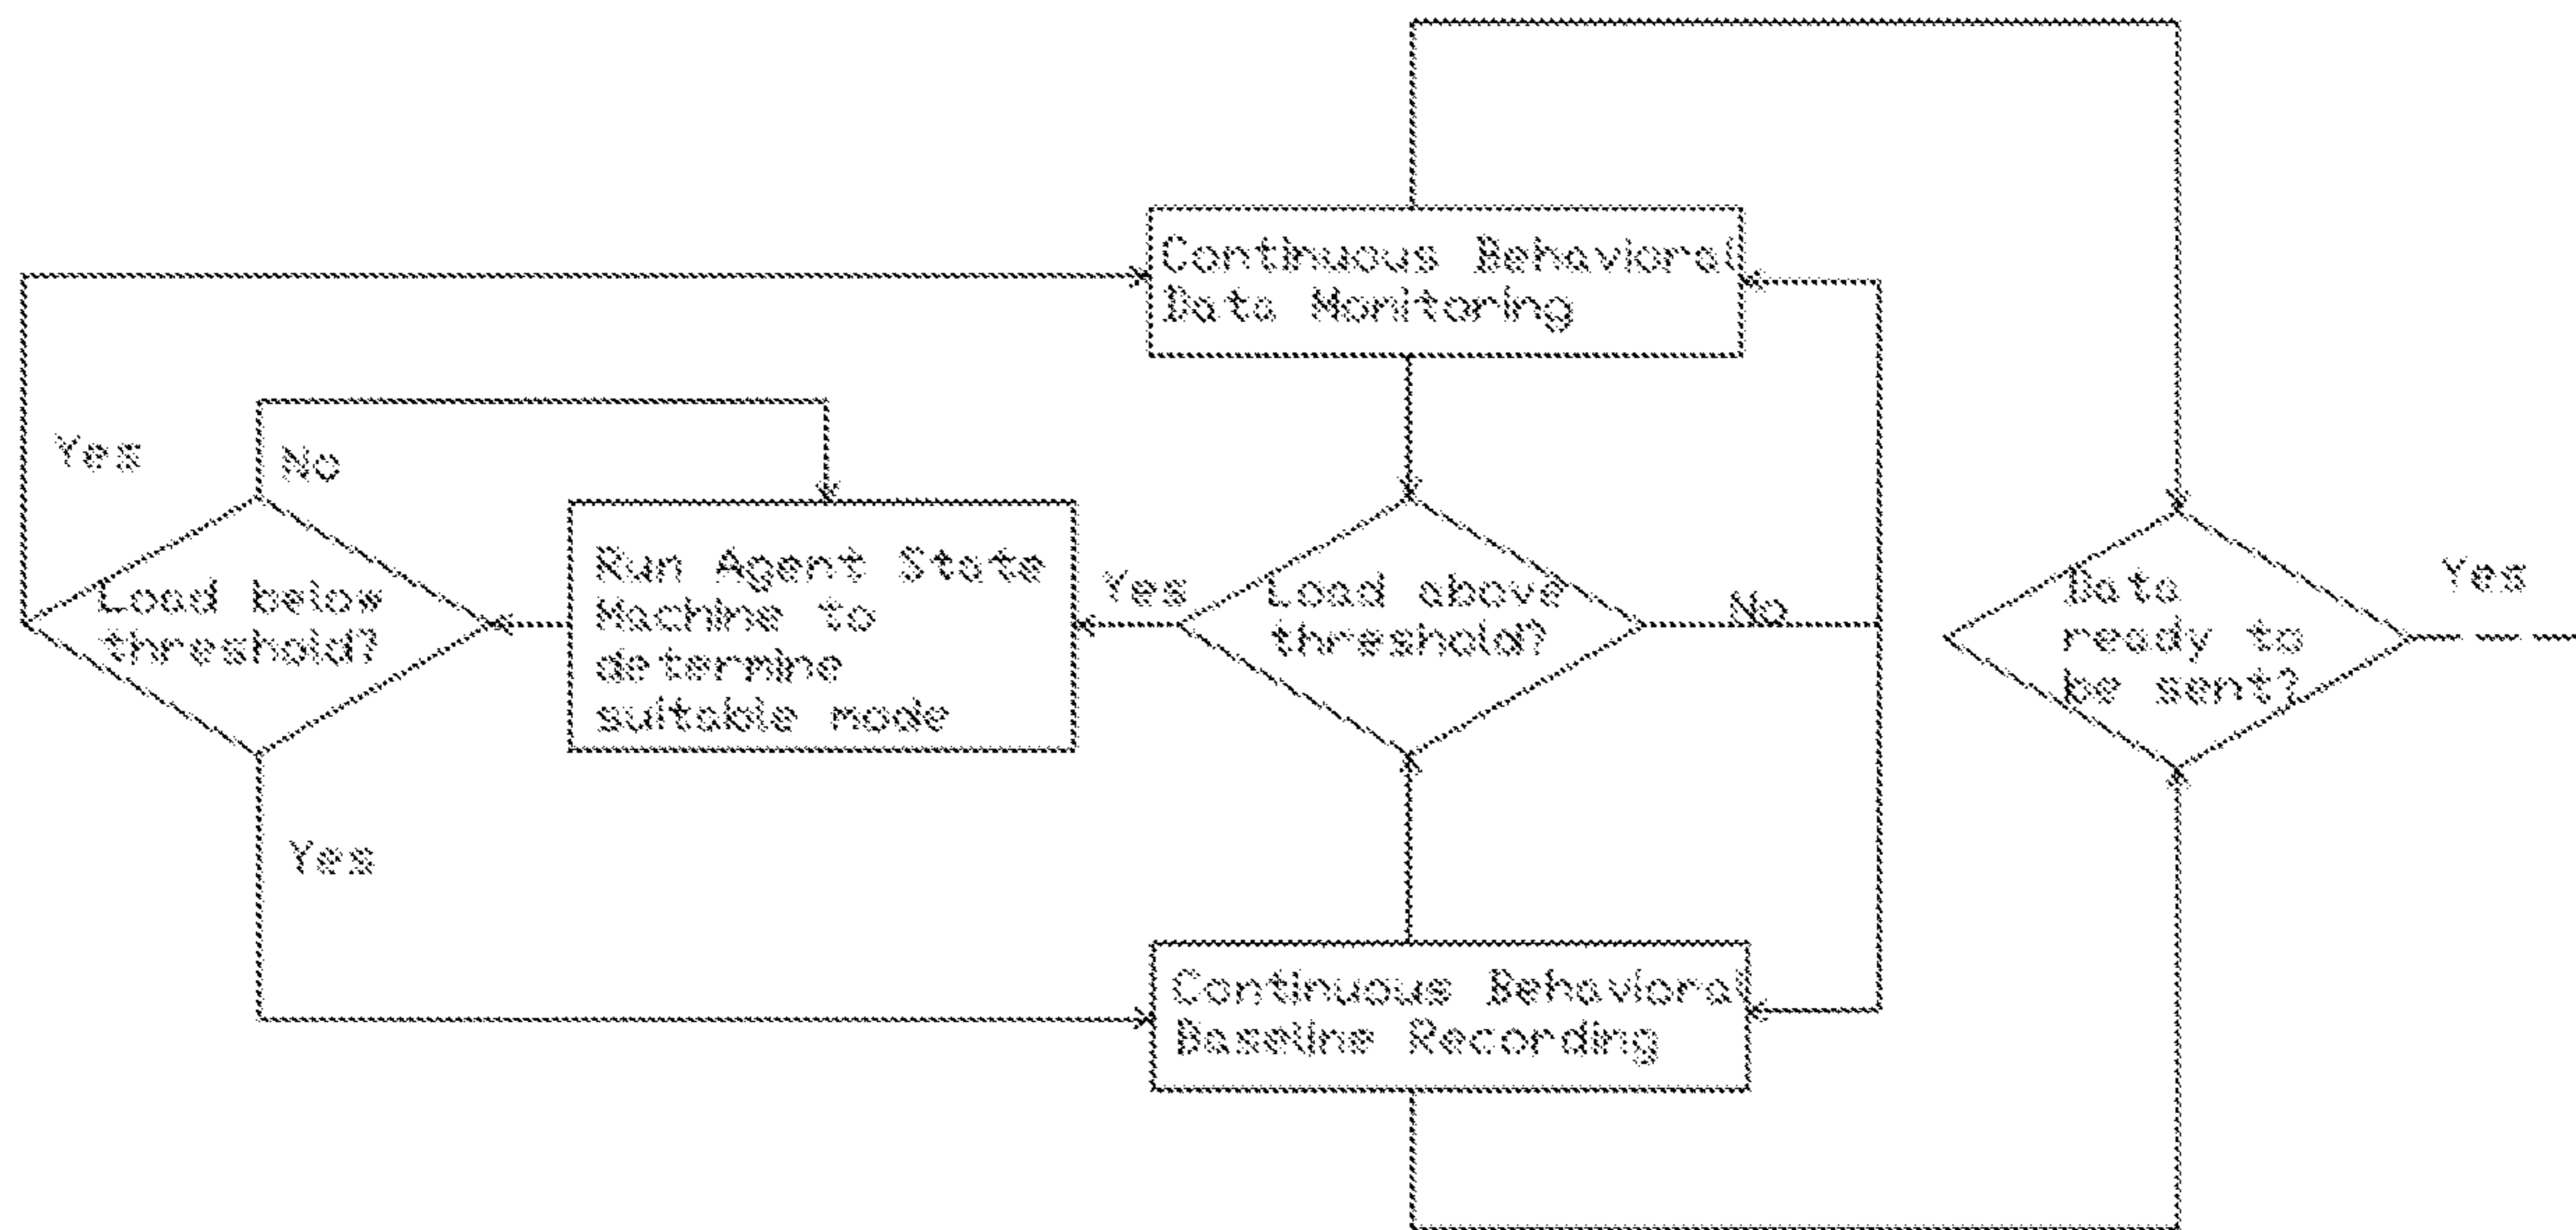 Continuous Behavioral
Data Monitoring
Yes
No
Load below
threshold?
Run Agent State
Machine to
determine
suitable mode
Yes
Load above
threshold?
No
Data
ready to
be sent?
Yes
Yes
Continuous Behavioral
Baseline Recording